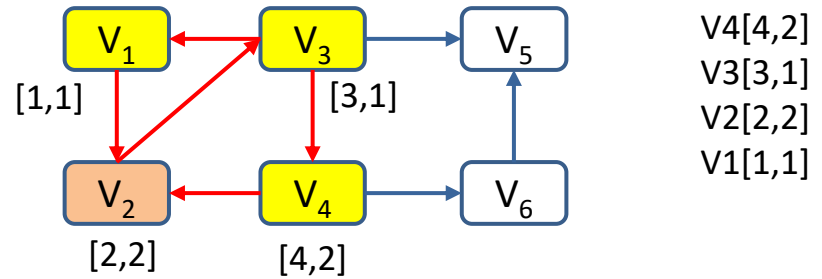 V1 V3 V5
[1,1] [3,1]
V2 V4 V6
[2,2] [4,2]
V4[4,2]
V3[3,1]
V2[2,2]
V1[1,1]